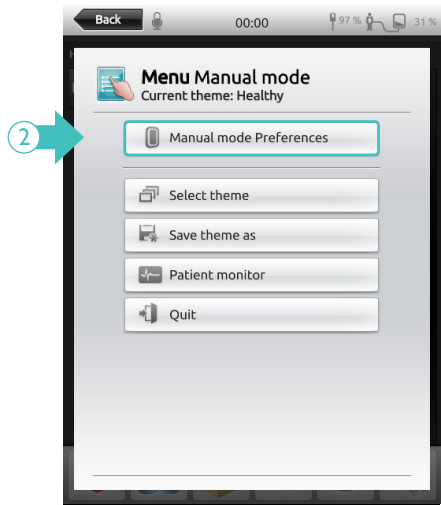 Back
00:00
97 %
31 %
Menu Manual mode
Current theme: Healthy
2
Manual mode Preferences
Select theme
Save theme as
Patient monitor
Quit